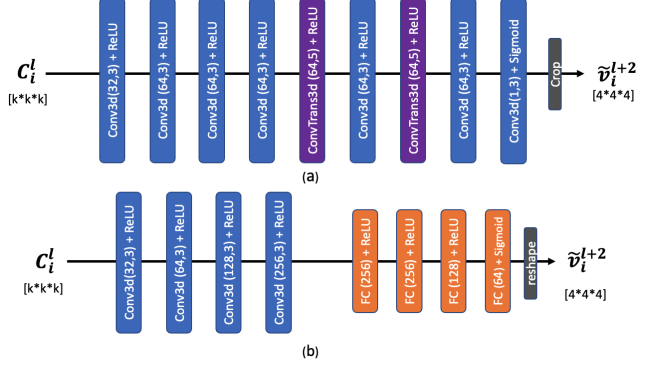 C_i^l
[k*k*k]
Conv3d(32,3) + ReLU
Conv3d (64,3) + ReLU
Conv3d (64,3) + ReLU
Conv3d (64,3) + ReLU
ConvTrans3d (64,5) + ReLU
Conv3d (64,3) + ReLU
ConvTrans3d (64,5) + ReLU
Conv3d (64,3) + ReLU
Conv3d(1,3) + Sigmoid
Crop
ṽ_i^{l+2}
[4*4*4]
(a)
C_i^l
[k*k*k]
Conv3d(32,3) + ReLU
Conv3d (64,3) + ReLU
Conv3d (128,3) + ReLU
Conv3d (256,3) + ReLU
FC (256) + ReLU
FC (256) + ReLU
FC (128) + ReLU
FC (64) + Sigmoid
reshape
ṽ_i^{l+2}
[4*4*4]
(b)